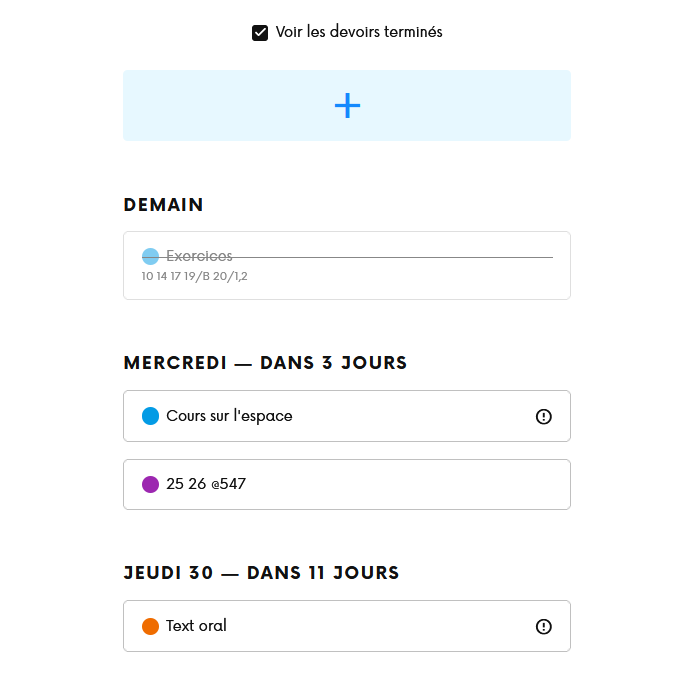 Voir les devoirs terminés
DEMAIN
Exercices
10 14 17 19/B 20/1,2
MERCREDI — DANS 3 JOURS
Cours sur l'espace
25 26 @547
JEUDI 30 — DANS 11 JOURS
Text oral